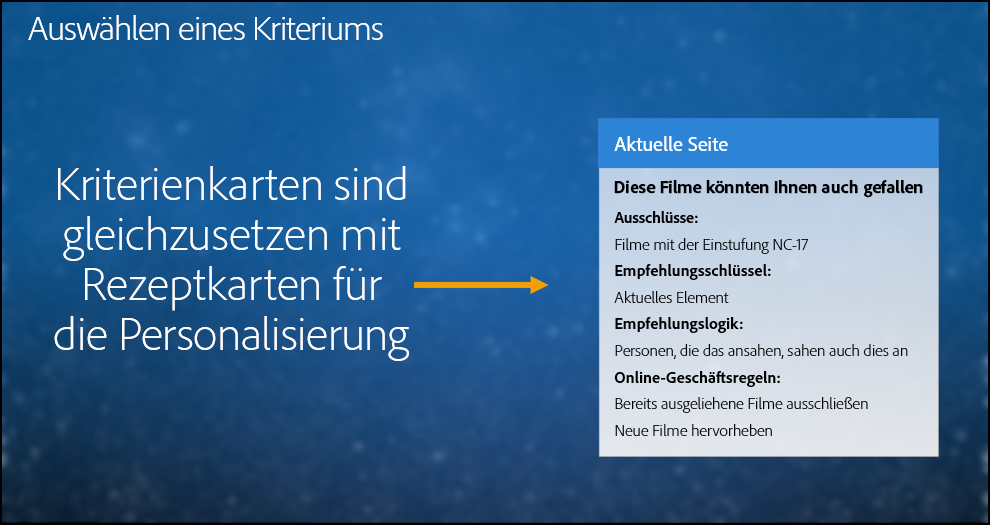 Auswählen eines Kriteriums
Kriterienkarten sind
gleichzusetzen mit
Rezeptkarten für
die Personalisierung
Aktuelle Seite
Diese Filme könnten Ihnen auch gefallen
Ausschlüsse:
Filme mit der Einstufung NC-17
Empfehlungsschlüssel:
Aktuelles Element
Empfehlungslogik:
Personen, die das ansahen, sahen auch dies an
Online-Geschäftsregeln:
Bereits ausgeliehene Filme ausschließen
Neue Filme hervorheben